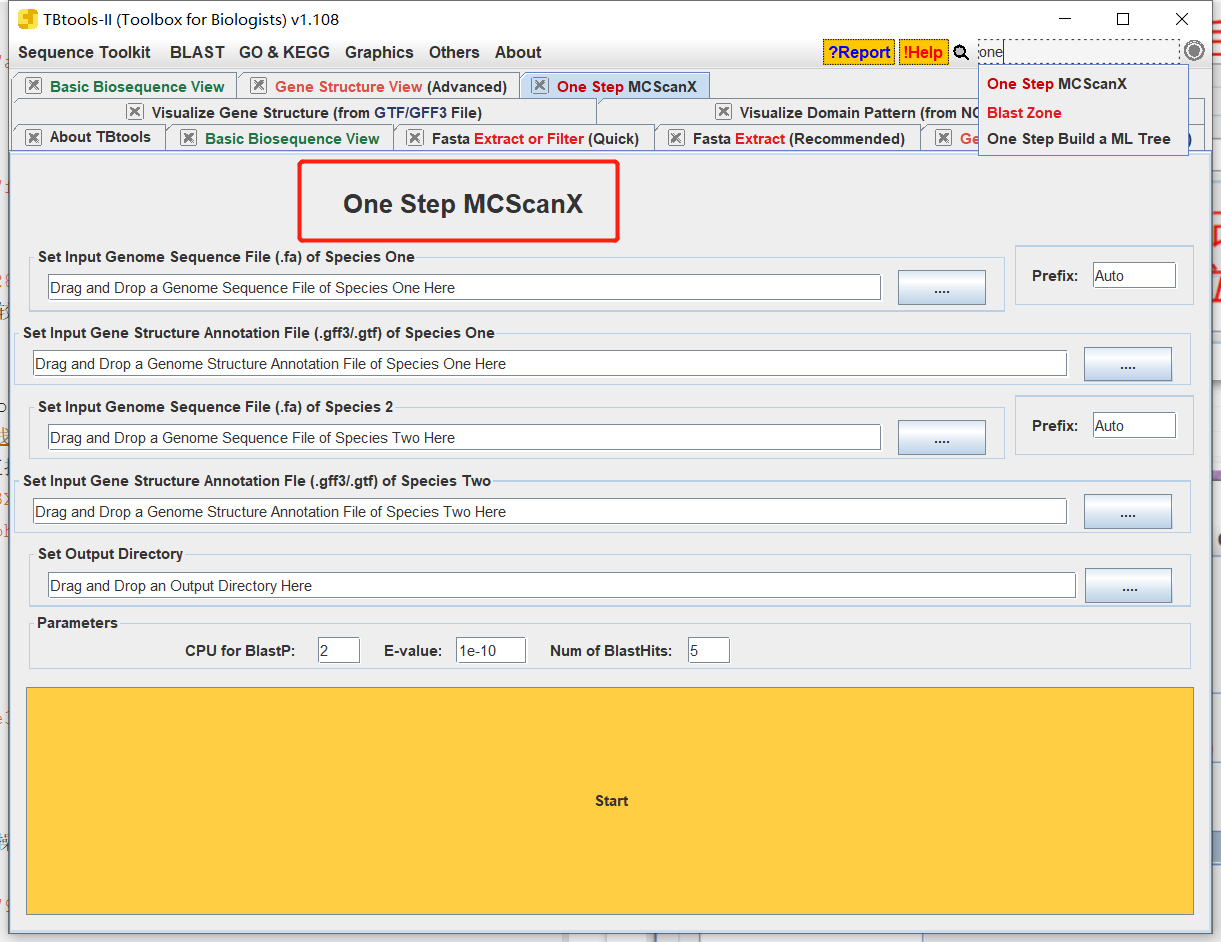 TBtools-II (Toolbox for Biologists) v1.108
Sequence Toolkit BLAST GO & KEGG Graphics Others About ?Report !Help one
One Step MCScanX
Blast Zone
One Step Build a ML Tree
Basic Biosequence View Gene Structure View (Advanced) One Step MCScanX
Visualize Gene Structure (from GTF/GFF3 File) Visualize Domain Pattern (from NC
About TBtools Basic Biosequence View Fasta Extract or Filter (Quick) Fasta Extract (Recommended) Ge
One Step MCScanX
Set Input Genome Sequence File (.fa) of Species One
Drag and Drop a Genome Sequence File of Species One Here .... Prefix: Auto
Set Input Gene Structure Annotation File (.gff3/.gtf) of Species One
Drag and Drop a Genome Structure Annotation File of Species One Here ....
Set Input Genome Sequence File (.fa) of Species 2
Drag and Drop a Genome Sequence File of Species Two Here .... Prefix: Auto
Set Input Gene Structure Annotation Fle (.gff3/.gtf) of Species Two
Drag and Drop a Genome Structure Annotation File of Species Two Here ....
Set Output Directory
Drag and Drop an Output Directory Here ....
Parameters
CPU for BlastP: 2 E-value: 1e-10 Num of BlastHits: 5
Start